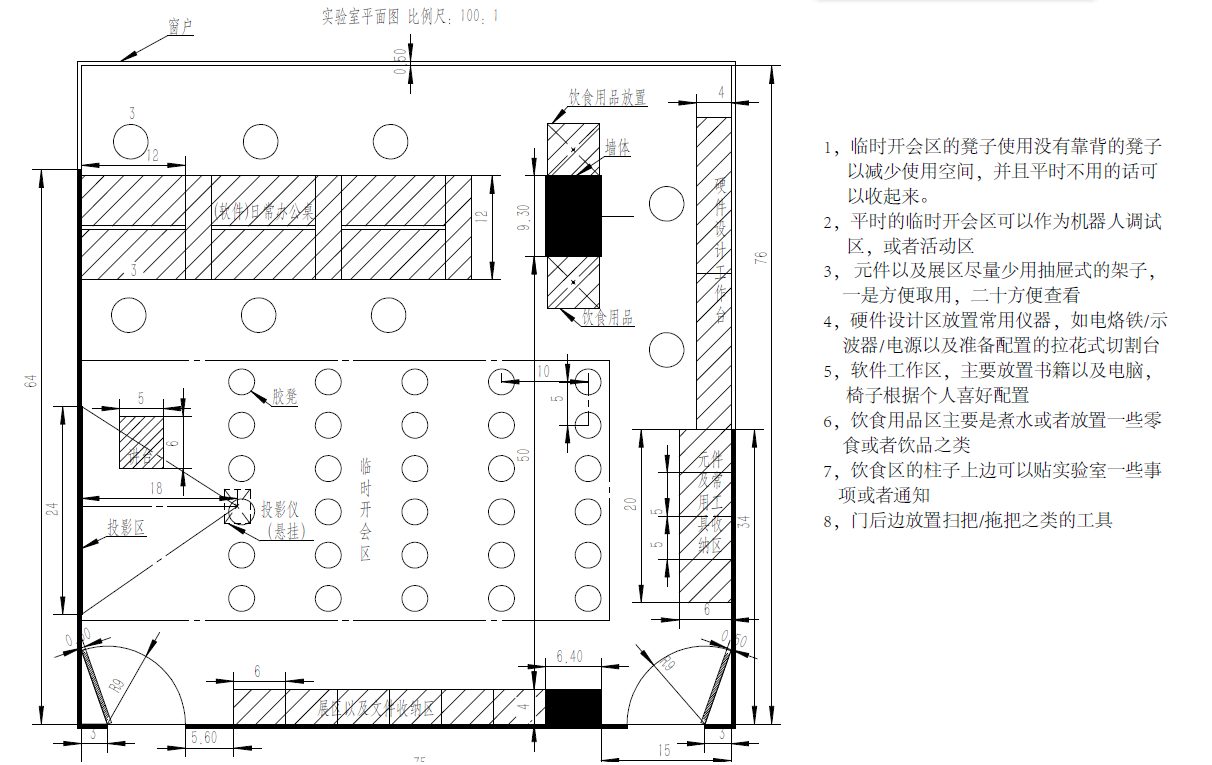 实验室平面图 比例尺：100：1
窗户
0.50
3
12
饮食用品放置
墙体
4
(软件)日常办公桌
12
9.30
硬件设计工作台
76
3
饮食用品
64
10
5
胶凳
5
6
讲台
临时开会区
50
元件及常用工具收纳区
20
5
5
34
18
24
投影仪
(悬挂)
投影区
6
0.50
0.50
R9
R9
6
6.40
展区以及文件收纳区
4
3
5.60
3
15
75
1，临时开会区的凳子使用没有靠背的凳子
以减少使用空间，并且平时不用的话可
以收起来。
2，平时的临时开会区可以作为机器人调试
区，或者活动区
3， 元件以及展区尽量少用抽屉式的架子，
一是方便取用，二十方便查看
4，硬件设计区放置常用仪器，如电烙铁/示
波器/电源以及准备配置的拉花式切割台
5，软件工作区，主要放置书籍以及电脑，
椅子根据个人喜好配置
6，饮食用品区主要是煮水或者放置一些零
食或者饮品之类
7，饮食区的柱子上边可以贴实验室一些事
项或者通知
8，门后边放置扫把/拖把之类的工具